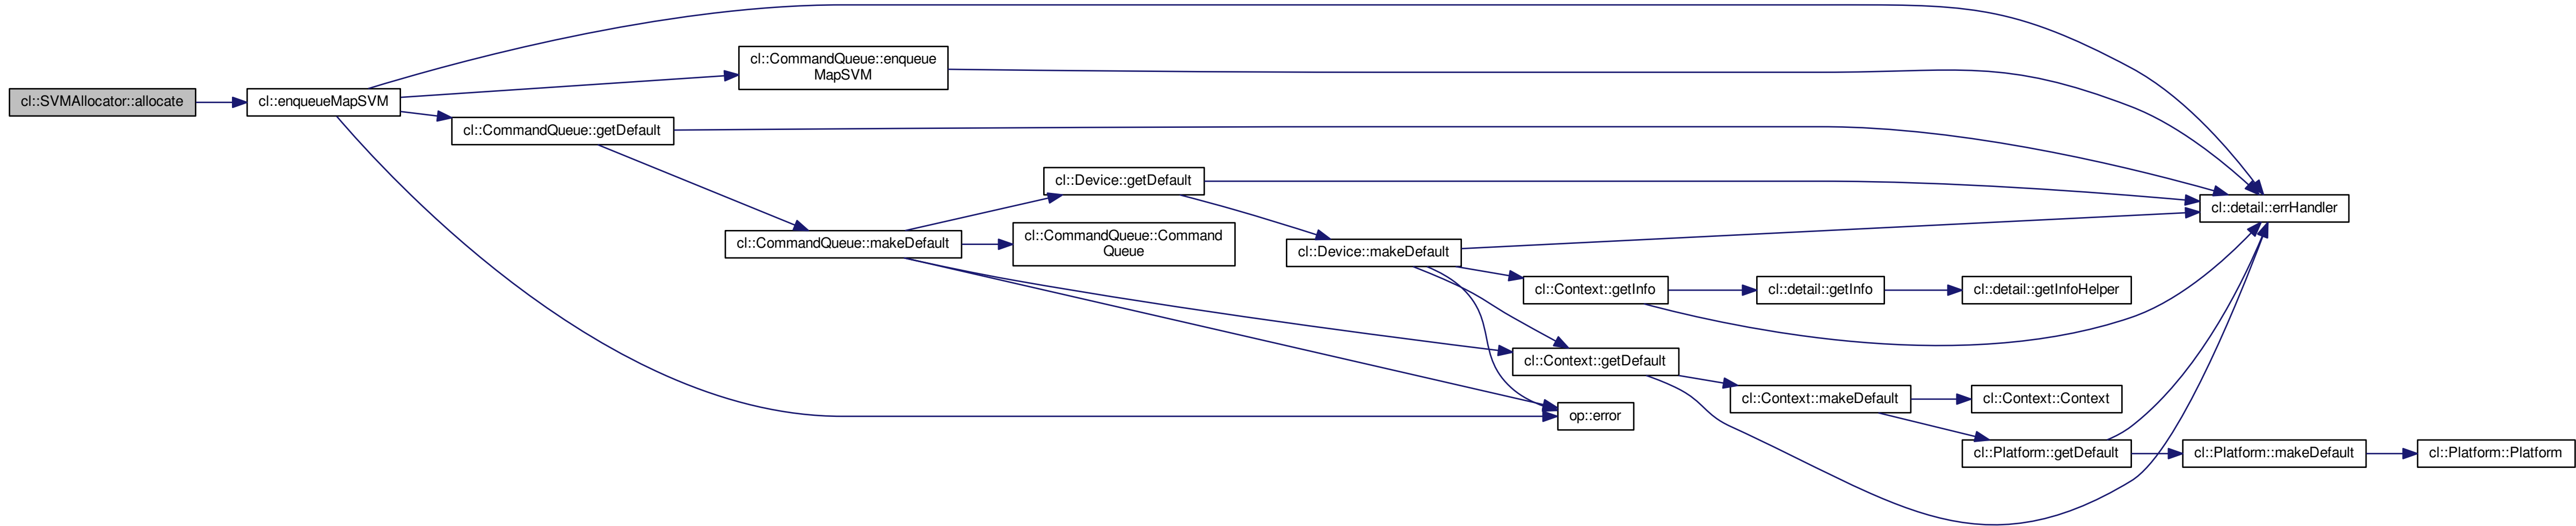 cl::SVMAllocator::allocate
cl::enqueueMapSVM
cl::CommandQueue::enqueue
MapSVM
cl::CommandQueue::getDefault
cl::CommandQueue::makeDefault
cl::Device::getDefault
cl::CommandQueue::Command
Queue
cl::Device::makeDefault
cl::Context::getInfo
cl::detail::getInfo
cl::detail::getInfoHelper
cl::detail::errHandler
cl::Context::getDefault
op::error
cl::Context::makeDefault
cl::Context::Context
cl::Platform::getDefault
cl::Platform::makeDefault
cl::Platform::Platform